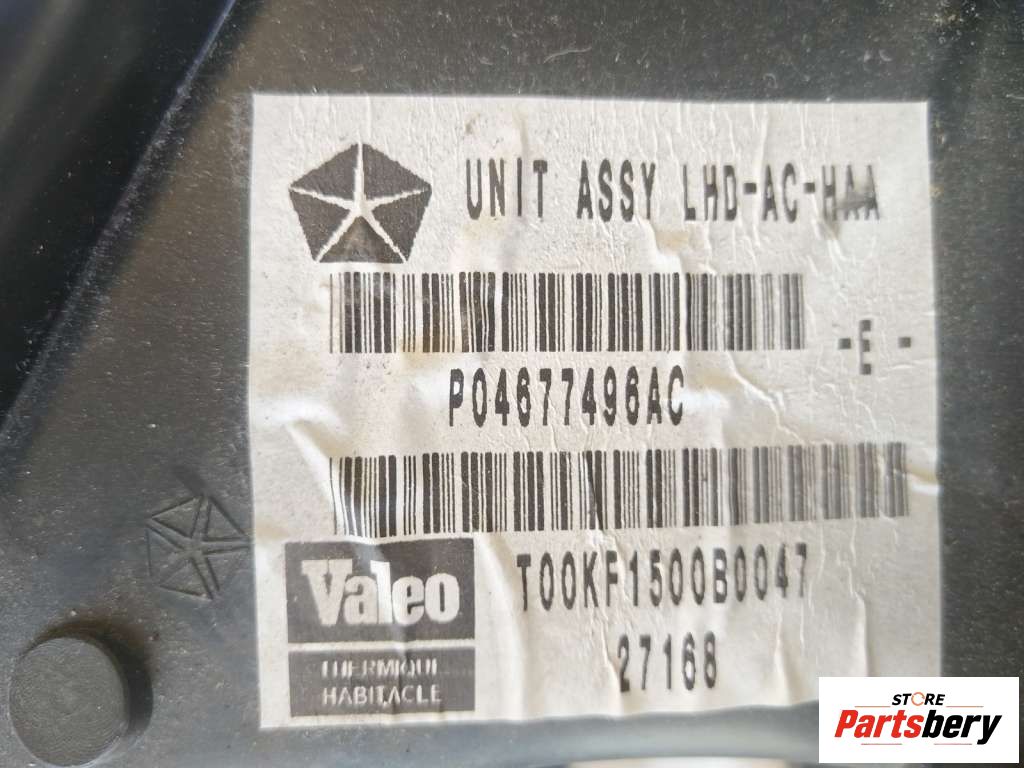 UNIT ASSY LHD-AC-HAA
-E-
P04677496AC
T00KF1500B0047
Valeo
27168
THERMIQUE
HABITACLE
STORE
Partsbery